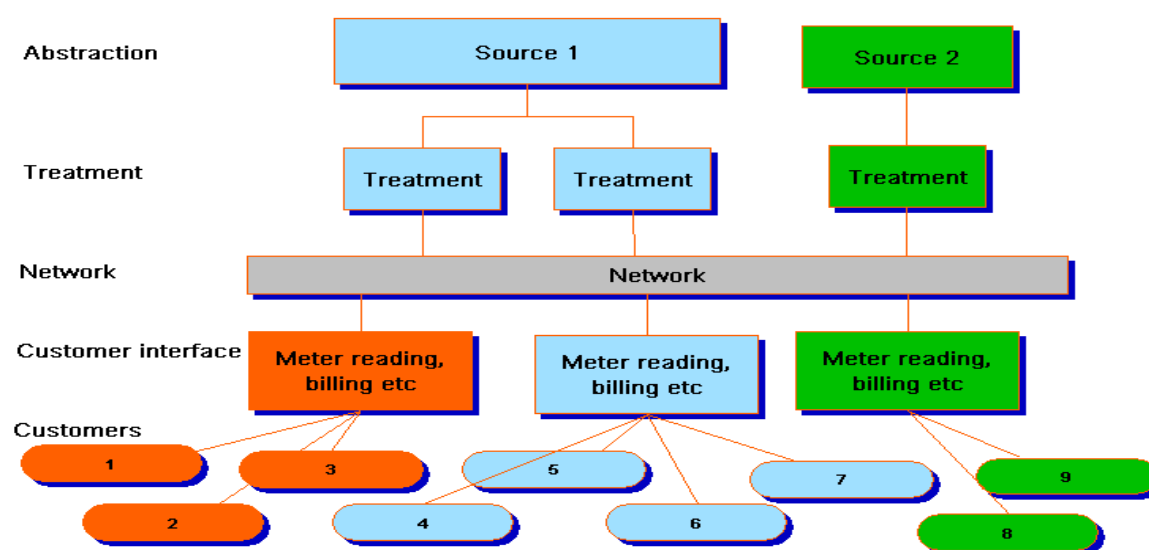 Abstraction
Source 1
Source 2
Treatment
Treatment
Treatment
Treatment
Network
Network
Customer interface
Meter reading,
billing etc
Meter reading,
billing etc
Meter reading,
billing etc
Customers
1
3
5
7
9
2
4
6
8